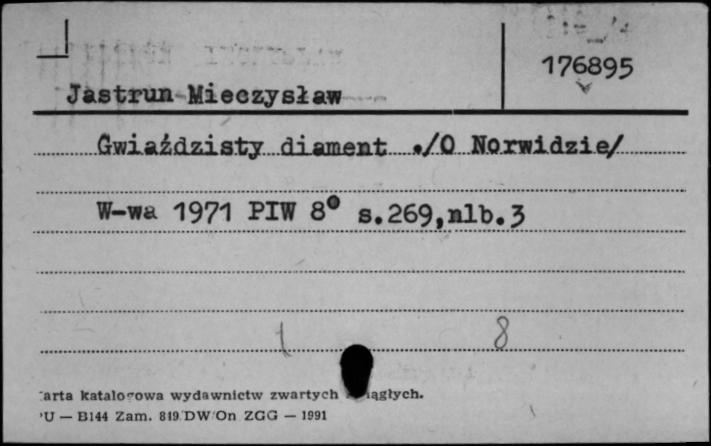 176895
Jastrun Mieczysław
Gwiaździsty diament ./O Norwidzie/
W-wa 1971 PIW 8° s.269,nlb.3
1 8
arta katalogowa wydawnictw zwartych iągłych.
U — B144 Zam. 819 DW On ZGG — 1991